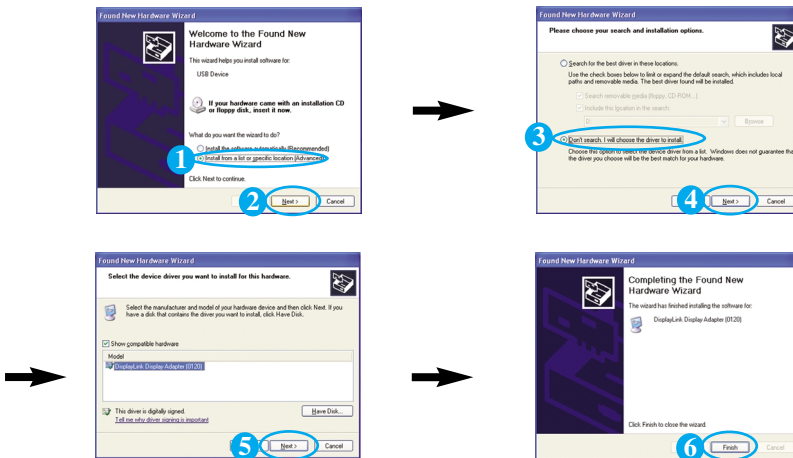 Found New Hardware Wizard
Welcome to the Found New
Hardware Wizard
This wizard helps you install software for:
USB Device
If your hardware came with an installation CD
or floppy disk, insert it now.
What do you want the wizard to do?
Install the software automatically (Recommended)
1
Install from a list or specific location (Advanced)
Click Next to continue.
2
Next >
Cancel
Found New Hardware Wizard
Please choose your search and installation options.
Search for the best driver in these locations.
Use the check boxes below to limit or expand the default search, which includes local
paths and removable media. The best driver found will be installed.
Search removable media (floppy, CD-ROM...)
Include this location in the search:
D:
Browse
3
Don't search. I will choose the driver to install.
Choose this option to select the device driver from a list. Windows does not guarantee tha
the driver you choose will be the best match for your hardware.
4
Next >
Cancel
Found New Hardware Wizard
Select the device driver you want to install for this hardware.
Select the manufacturer and model of your hardware device and then click Next. If you
have a disk that contains the driver you want to install, click Have Disk.
Show compatible hardware
Model
DisplayLink Display Adapter (0120)
This driver is digitally signed.
Have Disk...
Tell me why driver signing is important
5
Next >
Cancel
Found New Hardware Wizard
Completing the Found New
Hardware Wizard
The wizard has finished installing the software for:
DisplayLink Display Adapter (0120)
Click Finish to close the wizard.
6
Finish
Cancel